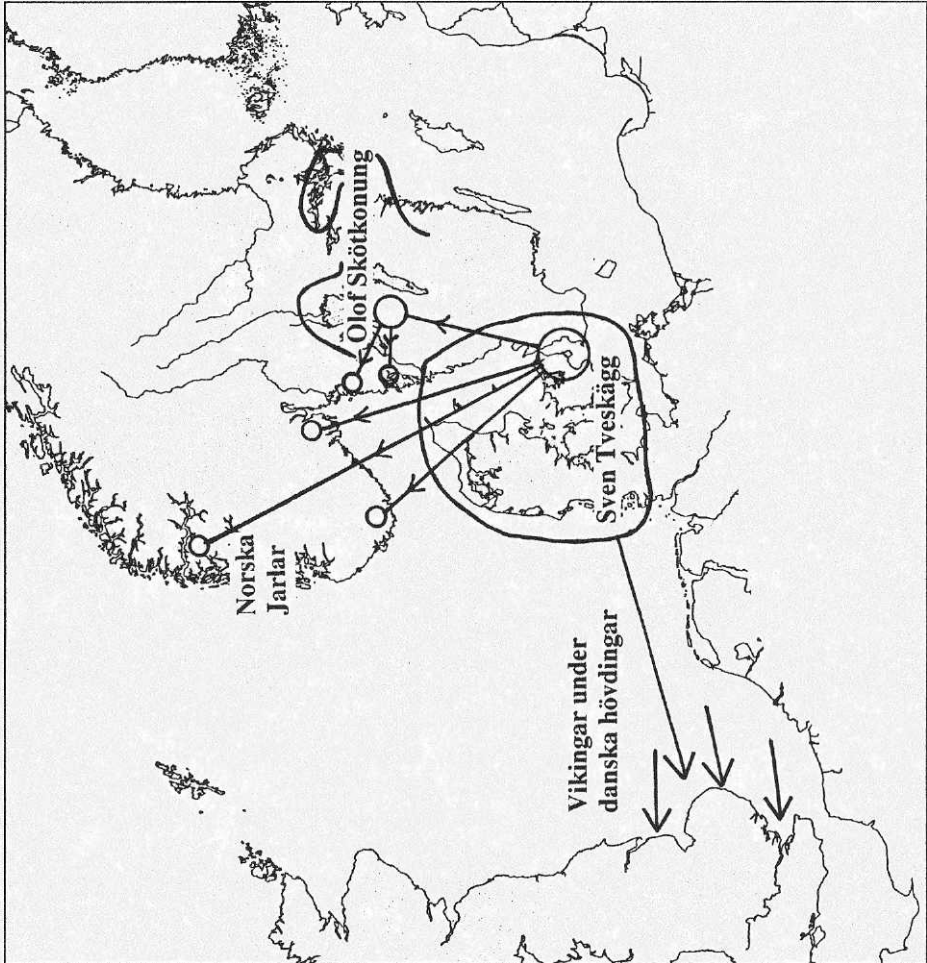 ?
Olof Skötkonung
Norska
Jarlar
Sven Tveskägg
Vikingar under
danska hövdingar